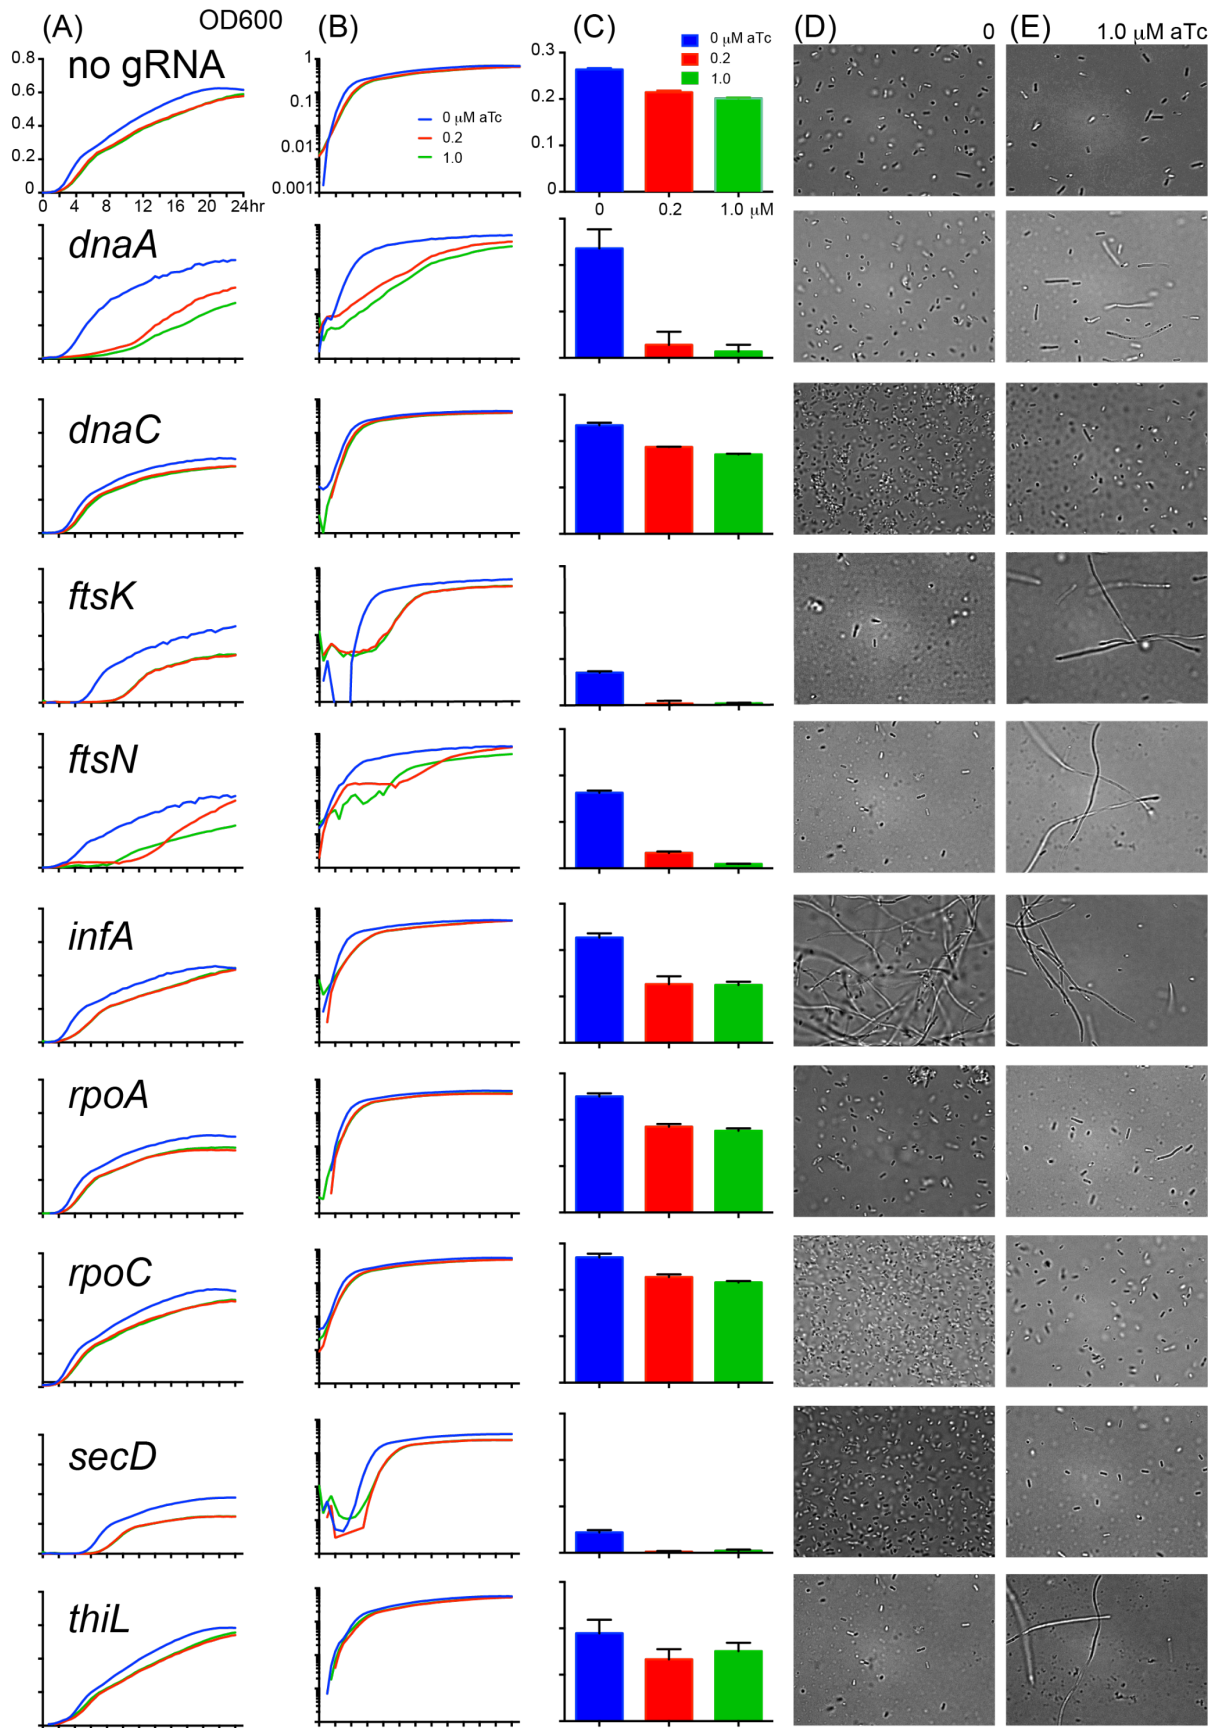 (A) OD600 (B) (C) (D) 0 (E) 1.0 μM aTc
0 μM aTc
0.2
1.0
no gRNA
0.8
0.6
0.4
0.2
0
0 4 8 12 16 20 24hr
1
0.1
0.01
0.001
0 μM aTc
0.2
1.0
0.3
0.2
0.1
0
0 0.2 1.0 μM
dnaA
dnaC
ftsK
ftsN
infA
rpoA
rpoC
secD
thiL